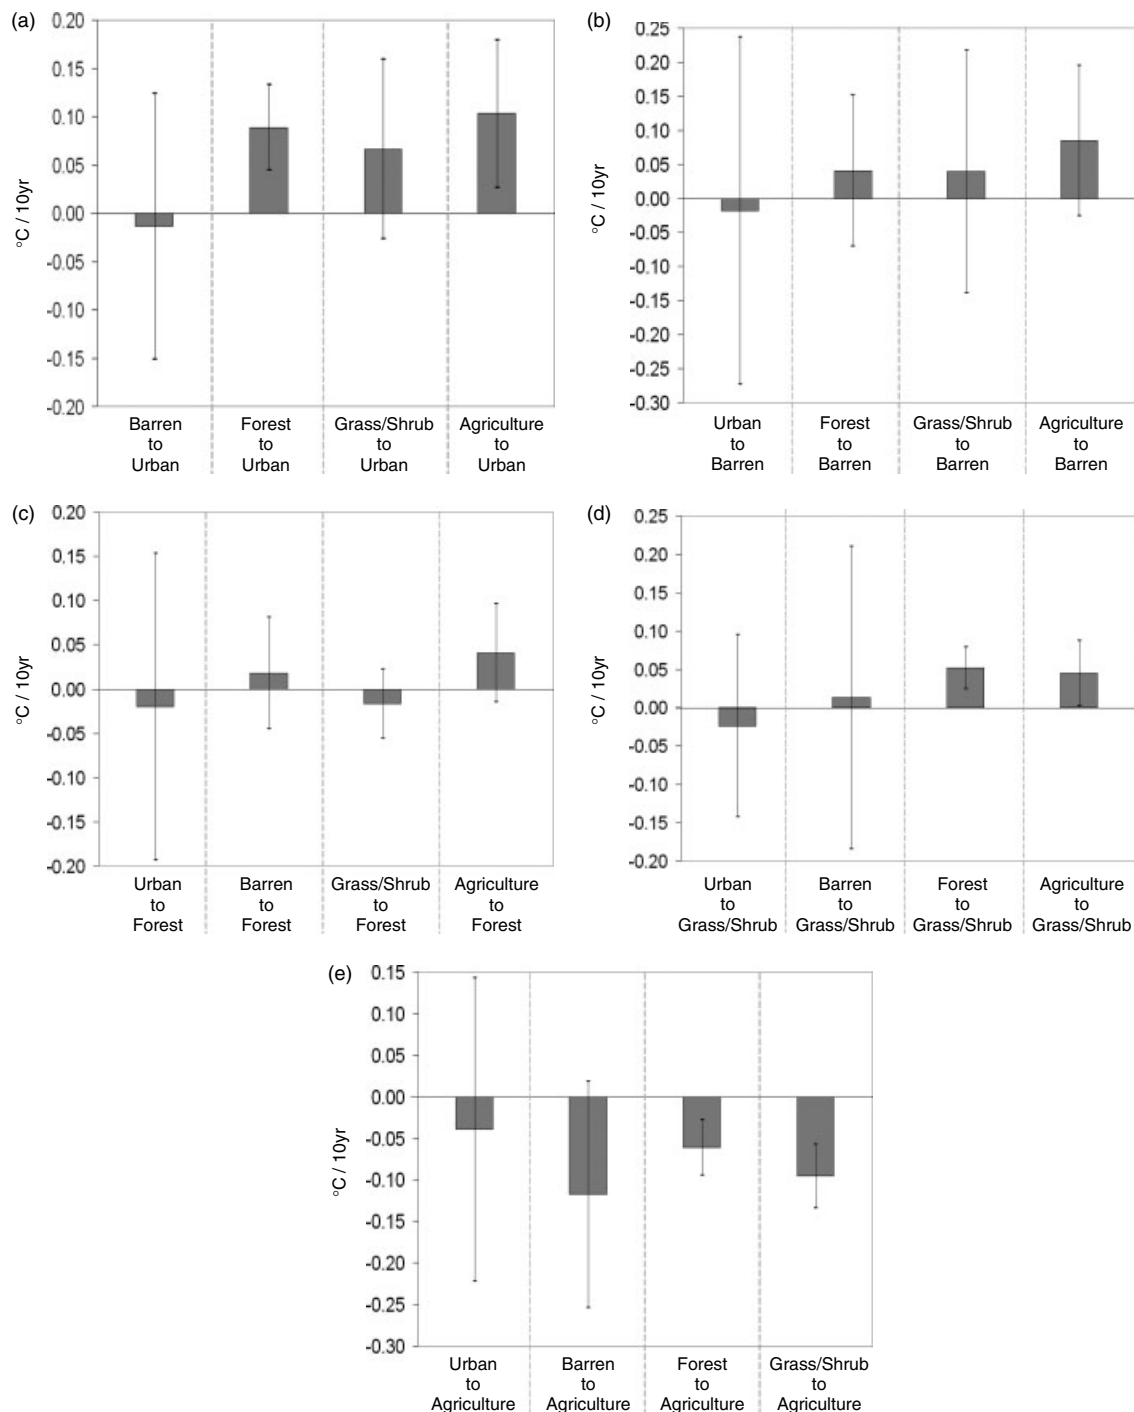 (a)
0.20
0.15
0.10
0.05
0.00
-0.05
-0.10
-0.15
-0.20
°C / 10yr
Barren to Urban
Forest to Urban
Grass/Shrub to Urban
Agriculture to Urban
(b)
0.25
0.20
0.15
0.10
0.05
0.00
-0.05
-0.10
-0.15
-0.20
-0.25
-0.30
°C / 10yr
Urban to Barren
Forest to Barren
Grass/Shrub to Barren
Agriculture to Barren
(c)
0.20
0.15
0.10
0.05
0.00
-0.05
-0.10
-0.15
-0.20
°C / 10yr
Urban to Forest
Barren to Forest
Grass/Shrub to Forest
Agriculture to Forest
(d)
0.25
0.20
0.15
0.10
0.05
0.00
-0.05
-0.10
-0.15
-0.20
°C / 10yr
Urban to Grass/Shrub
Barren to Grass/Shrub
Forest to Grass/Shrub
Agriculture to Grass/Shrub
(e)
0.15
0.10
0.05
0.00
-0.05
-0.10
-0.15
-0.20
-0.25
-0.30
°C / 10yr
Urban to Agriculture
Barren to Agriculture
Forest to Agriculture
Grass/Shrub to Agriculture